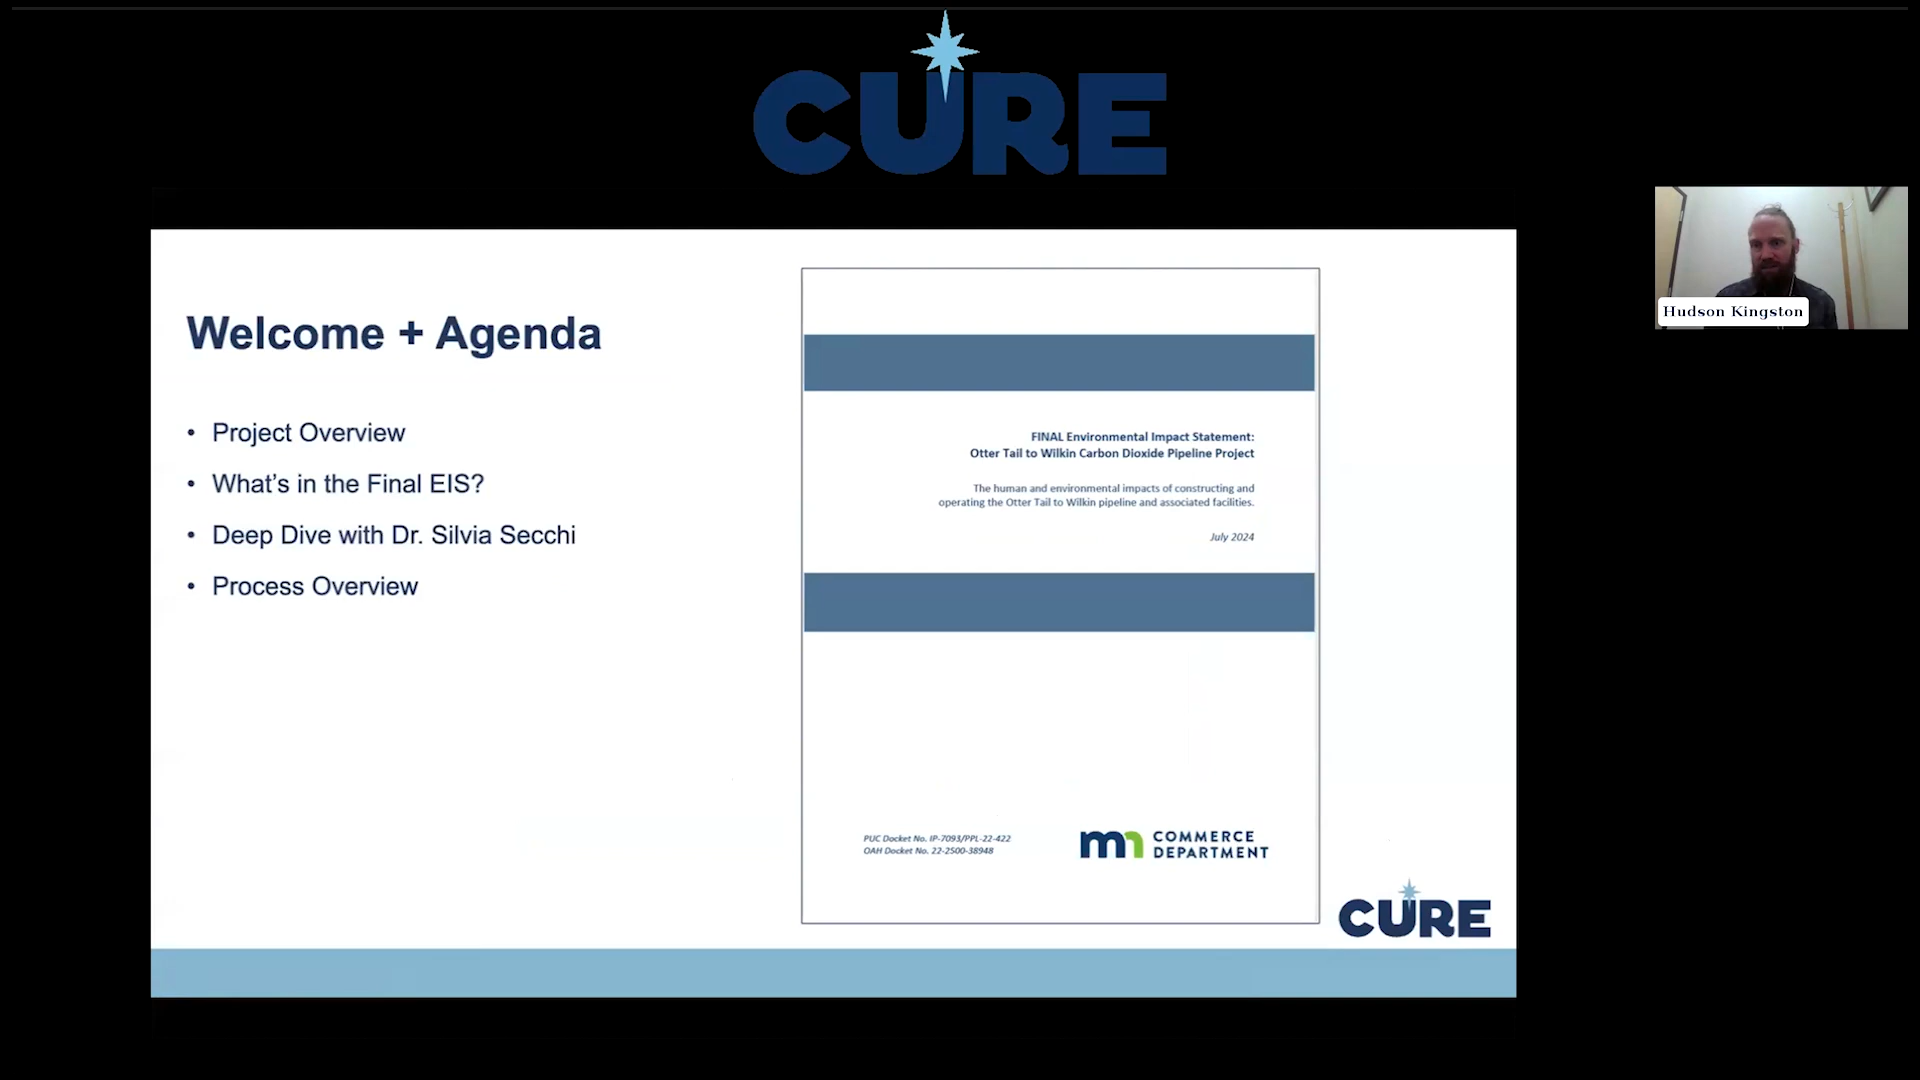 CURE
Welcome + Agenda
• Project Overview
• What’s in the Final EIS?
• Deep Dive with Dr. Silvia Secchi
• Process Overview
FINAL Environmental Impact Statement:
Otter Tail to Wilkin Carbon Dioxide Pipeline Project
The human and environmental impacts of constructing and
operating the Otter Tail to Wilkin pipeline and associated facilities.
July 2024
PUC Docket No. IP-7093/PPL-22-422
OAH Docket No. 22-2500-38948
mn COMMERCE
DEPARTMENT
CURE
Hudson Kingston